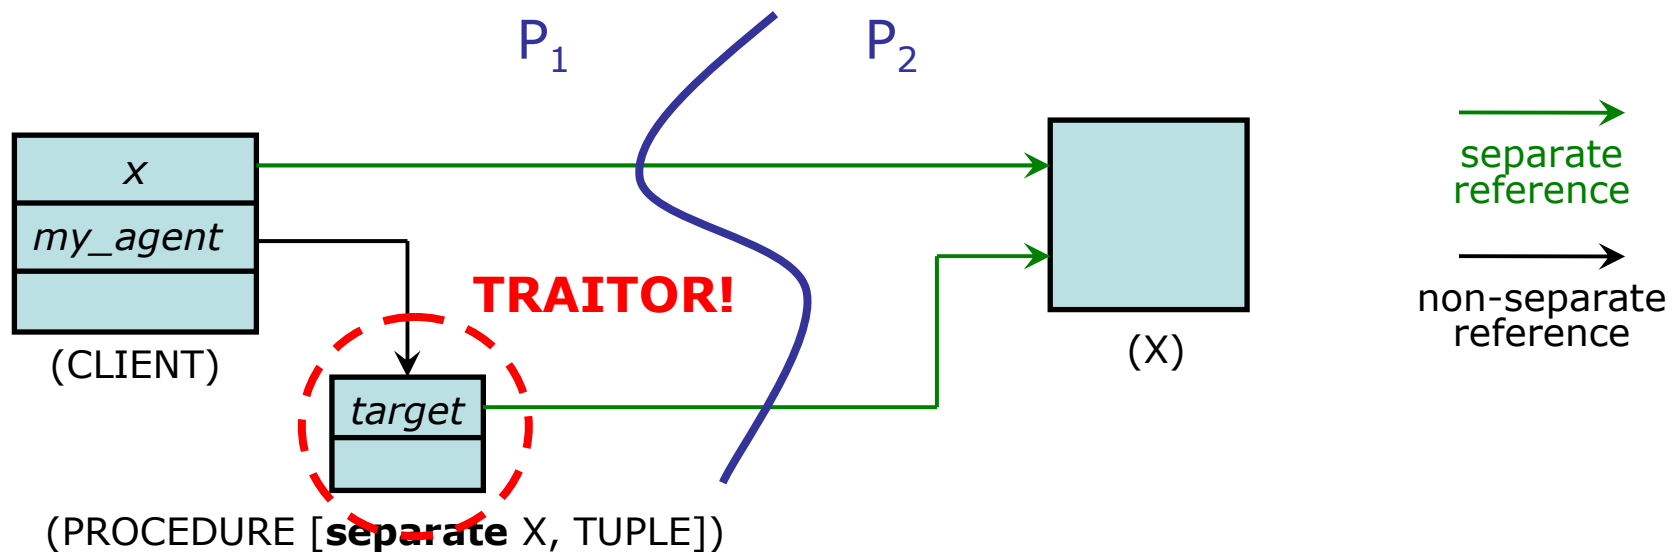 P1
P2
x
my_agent
TRAITOR!
(CLIENT)
target
(PROCEDURE [separate X, TUPLE])
(X)
separate
reference
non-separate
reference